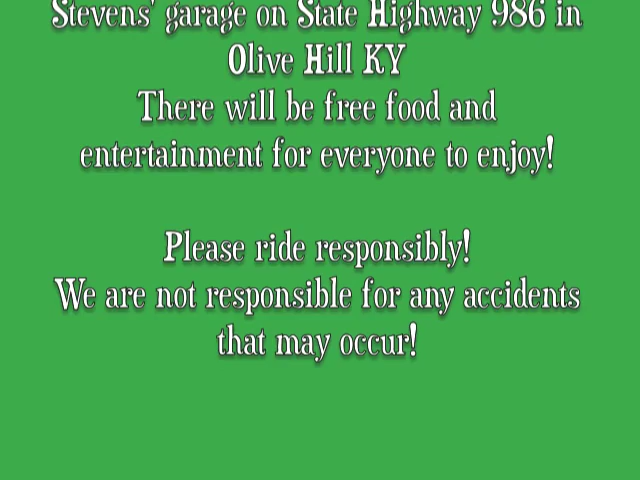 Stevens' garage on State Highway 986 in
Olive Hill KY
There will be free food and
entertainment for everyone to enjoy!
Please ride responsibly!
We are not responsible for any accidents
that may occur!